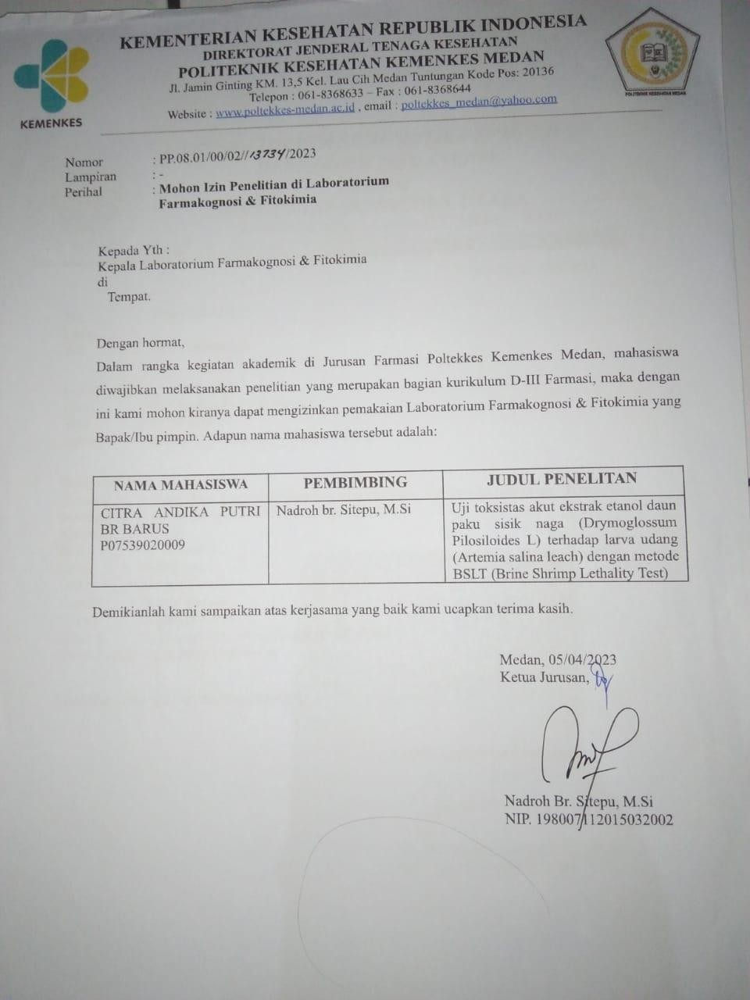 KEMENTERIAN KESEHATAN REPUBLIK INDONESIA
DIREKTORAT JENDERAL TENAGA KESEHATAN
POLITEKNIK KESEHATAN KEMENKES MEDAN
Jl. Jamin Ginting KM. 13,5 Kel. Lau Cih Medan Tuntungan Kode Pos: 20136
Telepon : 061-8368633 – Fax : 061-8368644
Website : www.poltekkes-medan.ac.id , email : poltekkes_medan@yahoo.com
KEMENKES
POLITEKNIK KESEHATAN MEDAN
Nomor : PP.08.01/00/02//13734/2023
Lampiran : -
Perihal : Mohon Izin Penelitian di Laboratorium
Farmakognosi & Fitokimia
Kepada Yth :
Kepala Laboratorium Farmakognosi & Fitokimia
di
Tempat.
Dengan hormat,
Dalam rangka kegiatan akademik di Jurusan Farmasi Poltekkes Kemenkes Medan, mahasiswa
diwajibkan melaksanakan penelitian yang merupakan bagian kurikulum D-III Farmasi, maka dengan
ini kami mohon kiranya dapat mengizinkan pemakaian Laboratorium Farmakognosi & Fitokimia yang
Bapak/Ibu pimpin. Adapun nama mahasiswa tersebut adalah:
NAMA MAHASISWA PEMBIMBING JUDUL PENELITAN
CITRA ANDIKA PUTRI
BR BARUS
P07539020009
Nadroh br. Sitepu, M.Si
Uji toksistas akut ekstrak etanol daun
paku sisik naga (Drymoglossum
Pilosiloides L) terhadap larva udang
(Artemia salina leach) dengan metode
BSLT (Brine Shrimp Lethality Test)
Demikianlah kami sampaikan atas kerjasama yang baik kami ucapkan terima kasih.
Medan, 05/04/2023
Ketua Jurusan,
Nadroh Br. Sitepu, M.Si
NIP. 198007112015032002